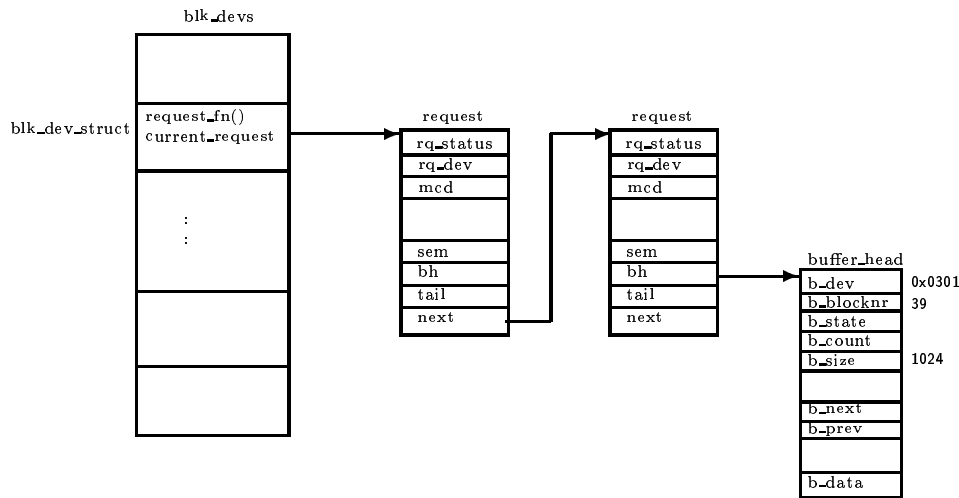 blk_devs
blk_dev_struct
request_fn()
current_request
:
:
request
rq_status
rq_dev
mcd
sem
bh
tail
next
request
rq_status
rq_dev
mcd
sem
bh
tail
next
buffer_head
b_dev 0x0301
b_blocknr 39
b_state
b_count
b_size 1024
b_next
b_prev
b_data